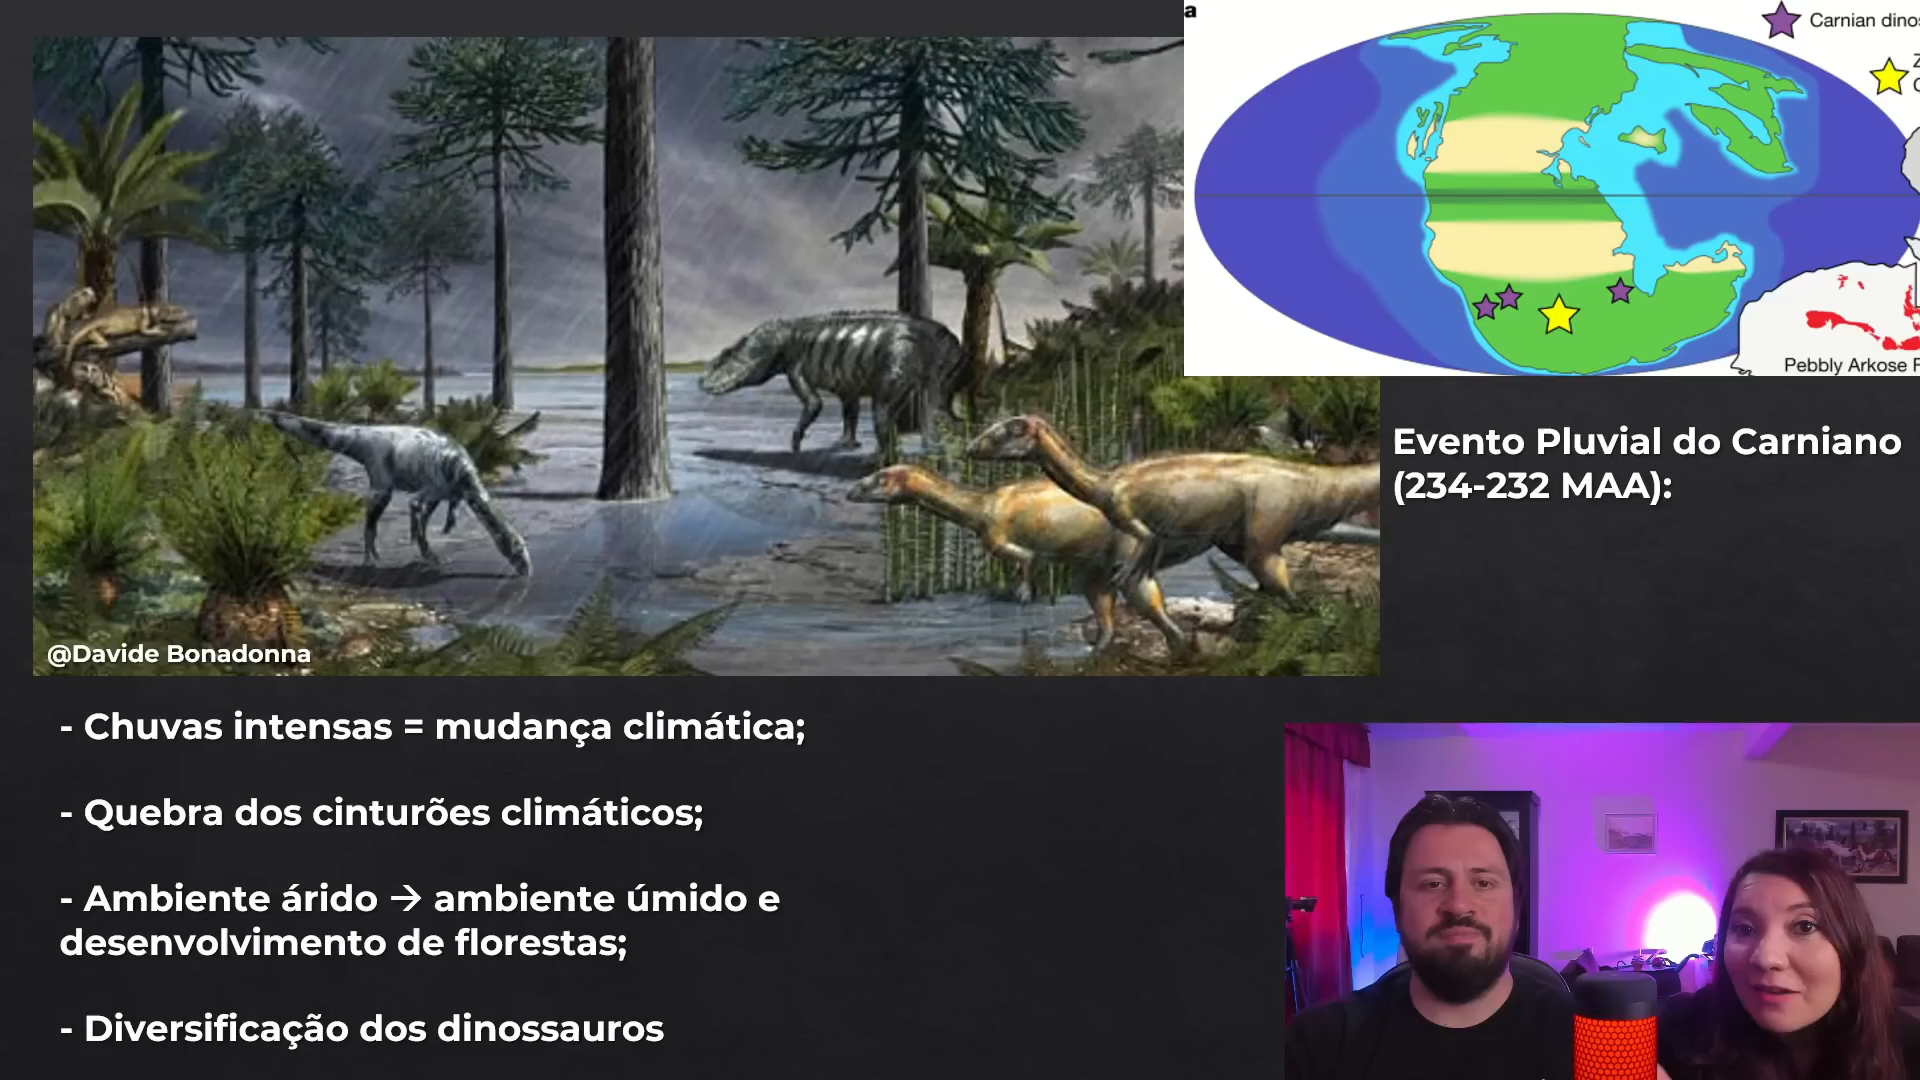 a
Carnian
Pebbly Arkose
Evento Pluvial do Carniano
(234-232 MAA):
@Davide Bonadonna
- Chuvas intensas = mudança climática;
- Quebra dos cinturões climáticos;
- Ambiente árido → ambiente úmido e
desenvolvimento de florestas;
- Diversificação dos dinossauros